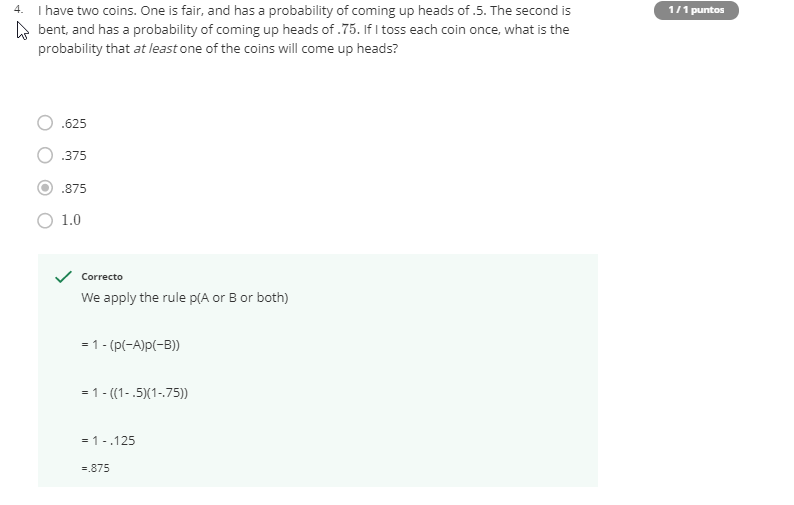 4. I have two coins. One is fair, and has a probability of coming up heads of .5. The second is
bent, and has a probability of coming up heads of .75. If I toss each coin once, what is the
probability that at least one of the coins will come up heads?
1 / 1 puntos
.625
.375
.875
1.0
Correcto
We apply the rule p(A or B or both)
= 1 - (p(~A)p(~B))
= 1 - ((1- .5)(1-.75))
= 1 - .125
=.875